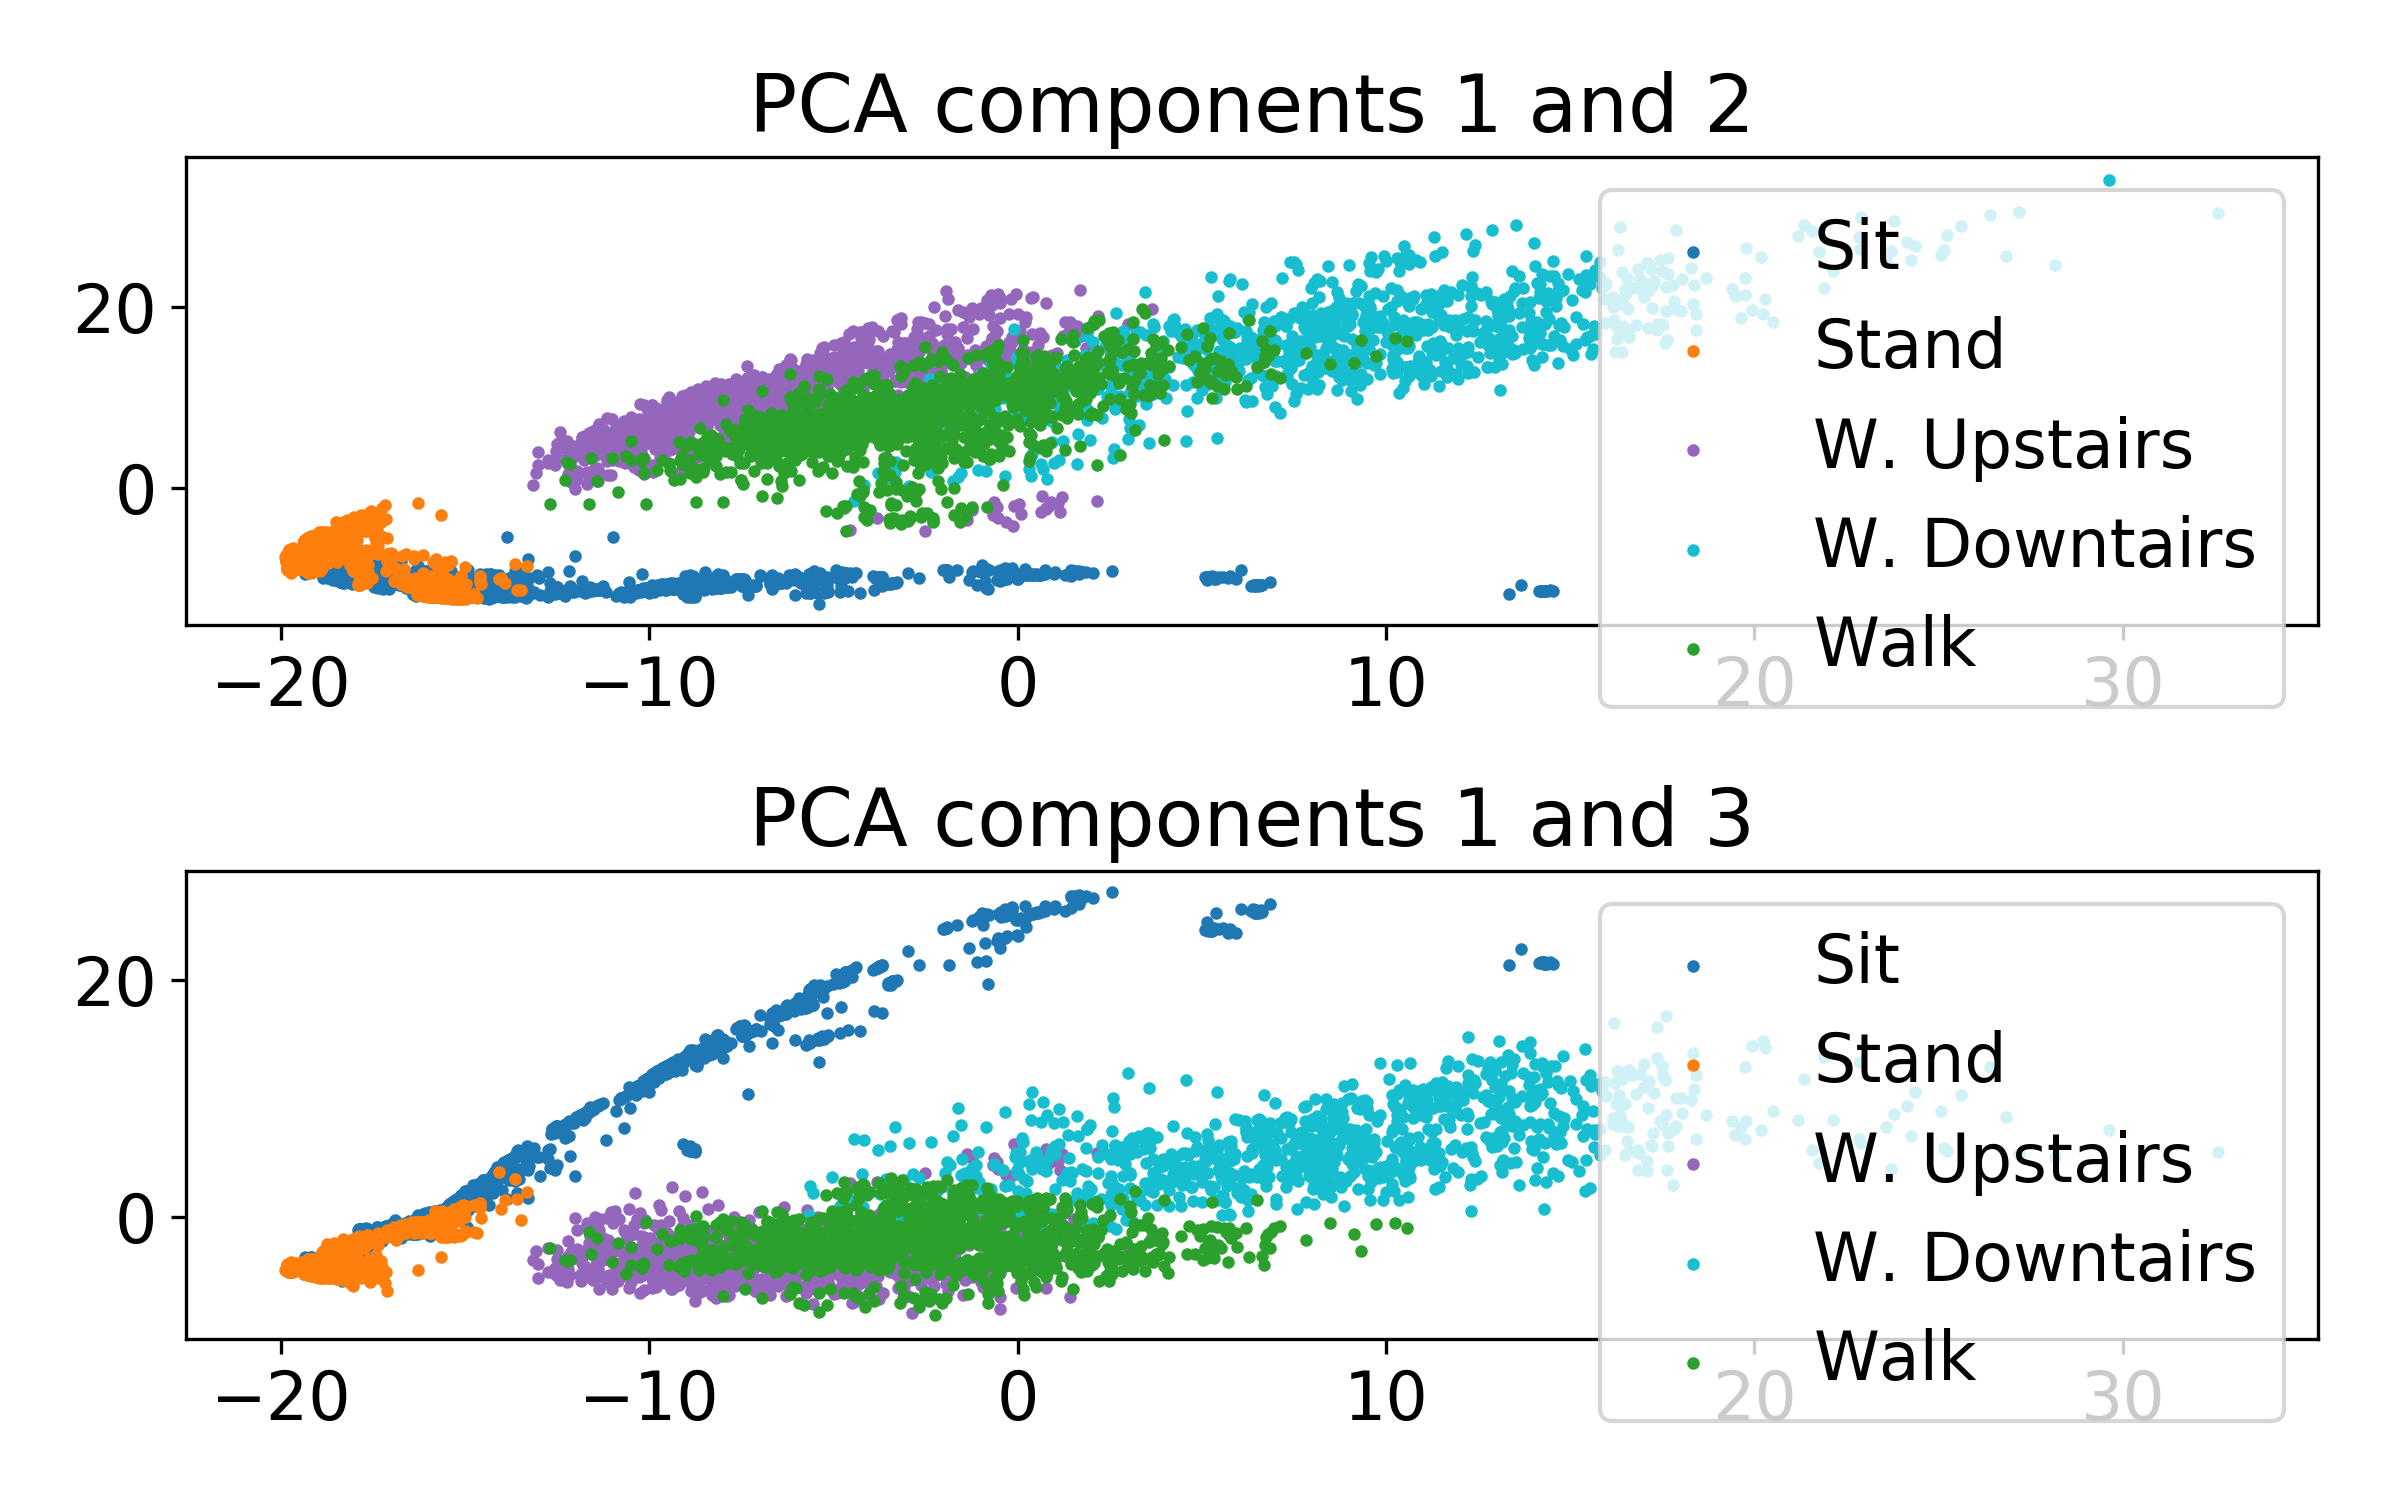 PCA components 1 and 2
20
0
Sit
Stand
W. Upstairs
W. Downtairs
Walk
−20 −10 0 10 20 30
PCA components 1 and 3
20
0
Sit
Stand
W. Upstairs
W. Downtairs
Walk
−20 −10 0 10 20 30